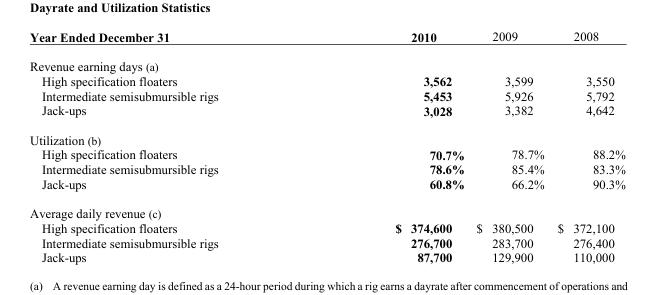 Dayrate and Utilization Statistics
Year Ended December 31 2010 2009 2008
Revenue earning days (a)
High specification floaters 3,562 3,599 3,550
Intermediate semisubmursible rigs 5,453 5,926 5,792
Jack-ups 3,028 3,382 4,642
Utilization (b)
High specification floaters 70.7% 78.7% 88.2%
Intermediate semisubmursible rigs 78.6% 85.4% 83.3%
Jack-ups 60.8% 66.2% 90.3%
Average daily revenue (c)
High specification floaters $ 374,600 $ 380,500 $ 372,100
Intermediate semisubmursible rigs 276,700 283,700 276,400
Jack-ups 87,700 129,900 110,000
(a) A revenue earning day is defined as a 24-hour period during which a rig earns a dayrate after commencement of operations and